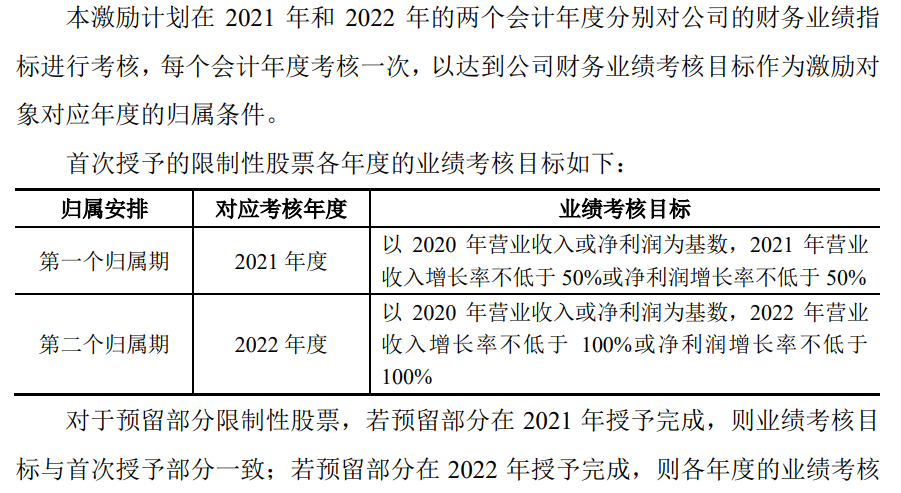 本激励计划在 2021 年和 2022 年的两个会计年度分别对公司的财务业绩指
标进行考核，每个会计年度考核一次，以达到公司财务业绩考核目标作为激励对
象对应年度的归属条件。
首次授予的限制性股票各年度的业绩考核目标如下：
归属安排 对应考核年度 业绩考核目标
第一个归属期 2021 年度 以 2020 年营业收入或净利润为基数，2021 年营业
收入增长率不低于 50%或净利润增长率不低于 50%
第二个归属期 2022 年度 以 2020 年营业收入或净利润为基数，2022 年营业
收入增长率不低于 100%或净利润增长率不低于
100%
对于预留部分限制性股票，若预留部分在 2021 年授予完成，则业绩考核目
标与首次授予部分一致；若预留部分在 2022 年授予完成，则各年度的业绩考核